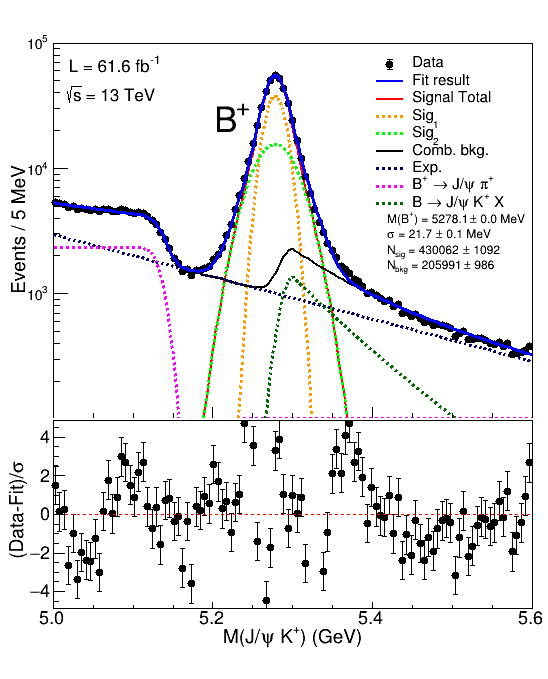 10⁵
L = 61.6 fb⁻¹
√s = 13 TeV
B⁺
Data
Fit result
Signal Total
Sig₁
Sig₂
Comb. bkg.
Exp.
B⁺ → J/ψ π⁺
B → J/ψ K⁺ X
M(B⁺) = 5278.1 ± 0.0 MeV
σ = 21.7 ± 0.1 MeV
N_sig = 430062 ± 1092
N_bkg = 205991 ± 986
10⁴
10³
Events / 5 MeV
4
2
0
−2
−4
(Data-Fit)/σ
5.0 5.2 5.4 5.6
M(J/ψ K⁺) (GeV)